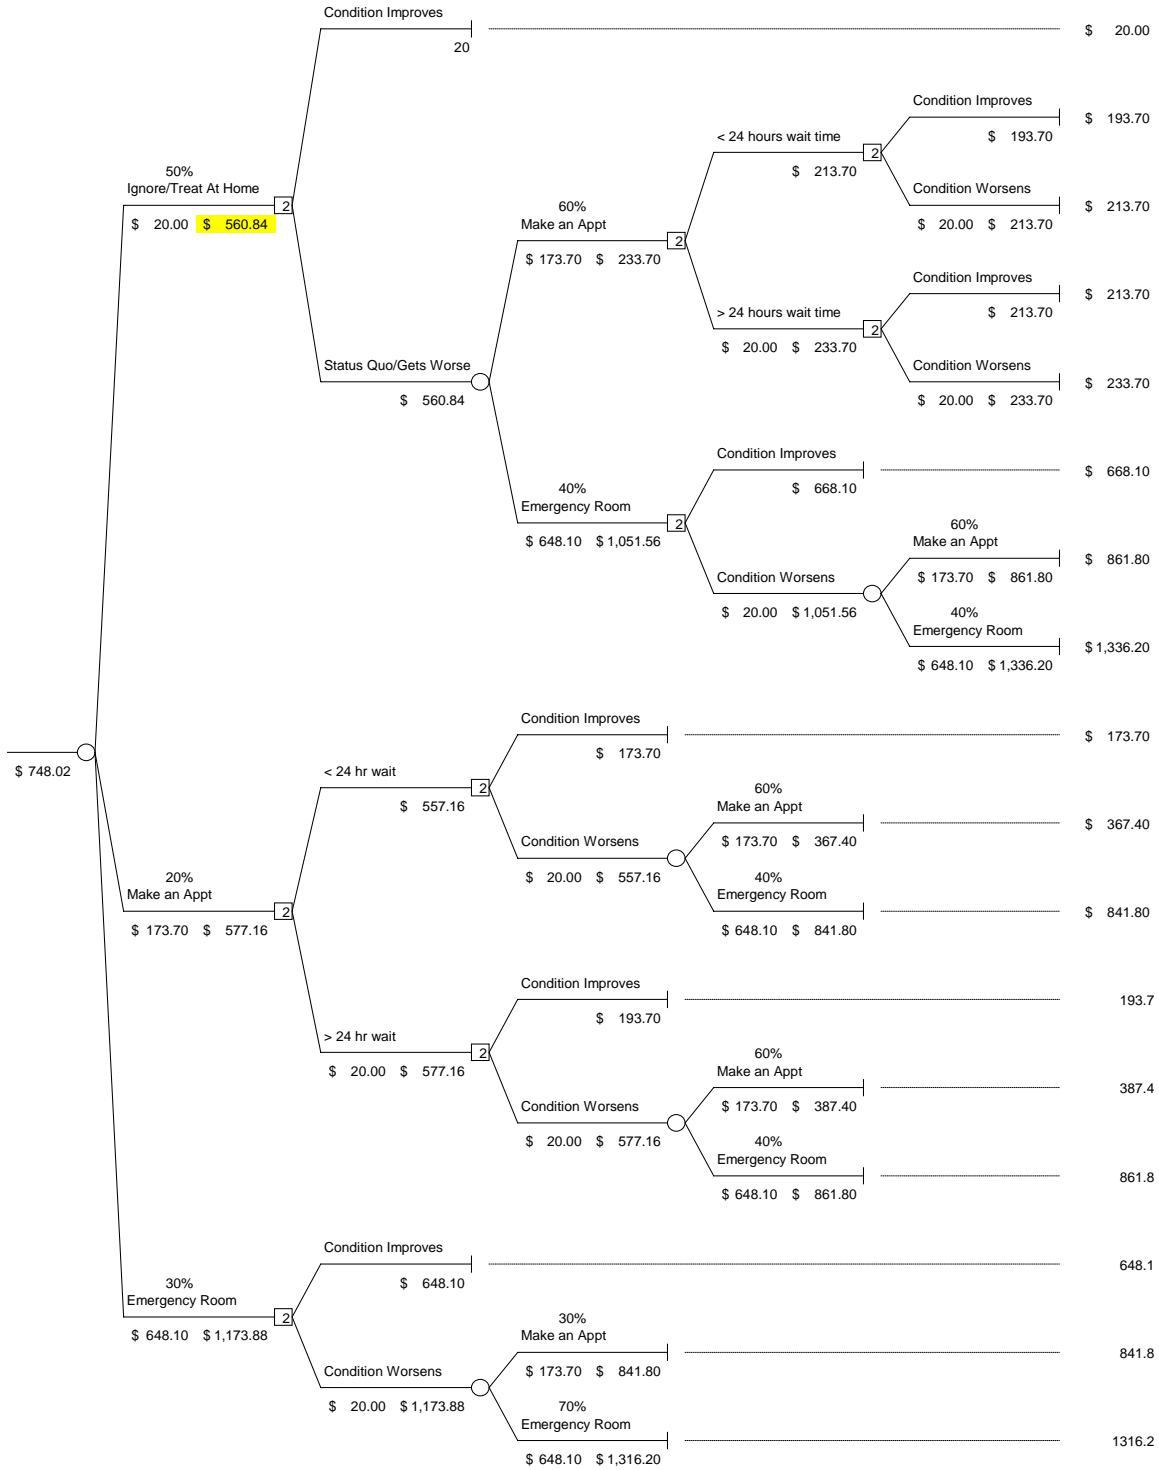 Condition Improves
20
$ 20.00
Condition Improves
$ 193.70
$ 193.70
< 24 hours wait time
2
$ 213.70
50%
Ignore/Treat At Home
2
$ 20.00 $ 560.84
Condition Worsens
$ 20.00 $ 213.70
$ 213.70
60%
Make an Appt
2
$ 173.70 $ 233.70
Condition Improves
$ 213.70
$ 213.70
> 24 hours wait time
2
$ 20.00 $ 233.70
Status Quo/Gets Worse
$ 560.84
Condition Worsens
$ 20.00 $ 233.70
$ 233.70
Condition Improves
$ 668.10
$ 668.10
40%
Emergency Room
2
$ 648.10 $ 1,051.56
60%
Make an Appt
$ 173.70 $ 861.80
$ 861.80
Condition Worsens
$ 20.00 $ 1,051.56
40%
Emergency Room
$ 648.10 $ 1,336.20
$ 1,336.20
Condition Improves
$ 173.70
$ 173.70
$ 748.02
< 24 hr wait
2
$ 557.16
60%
Make an Appt
$ 173.70 $ 367.40
$ 367.40
Condition Worsens
$ 20.00 $ 557.16
20%
Make an Appt
2
$ 173.70 $ 577.16
40%
Emergency Room
$ 648.10 $ 841.80
$ 841.80
Condition Improves
$ 193.70
193.7
> 24 hr wait
2
$ 20.00 $ 577.16
60%
Make an Appt
$ 173.70 $ 387.40
387.4
Condition Worsens
$ 20.00 $ 577.16
40%
Emergency Room
$ 648.10 $ 861.80
861.8
Condition Improves
$ 648.10
648.1
30%
Emergency Room
2
$ 648.10 $ 1,173.88
30%
Make an Appt
$ 173.70 $ 841.80
841.8
Condition Worsens
$ 20.00 $ 1,173.88
70%
Emergency Room
$ 648.10 $ 1,316.20
1316.2